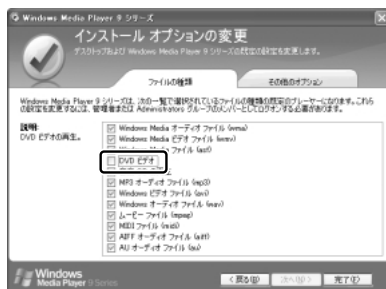 Windows Media Player 9 シリーズ
インストール オプションの変更
デスクトップおよび Windows Media Player 9 シリーズの既定の設定を変更します。
ファイルの種類
その他のオプション
Windows Media Player 9 シリーズは、次の一覧で選択されているファイルの種類の既定のプレーヤーになります。これら
の設定を変更するには、管理者または Administrators グループのメンバーとしてログオンする必要があります。
説明:
DVD ビデオの再生。
Windows Media オーディオ ファイル (wma)
Windows Media ビデオ ファイル (wmv)
Windows Media ファイル (asf)
DVD ビデオ
MP3 オーディオ ファイル (mp3)
Windows ビデオ ファイル (avi)
Windows オーディオ ファイル (wav)
ムービー ファイル (mpeg)
MIDI ファイル (midi)
AIFF オーディオ ファイル (aiff)
AU オーディオ ファイル (au)
Windows
Media Player 9 Series
< 戻る(B)
次へ(N) >
完了(F)